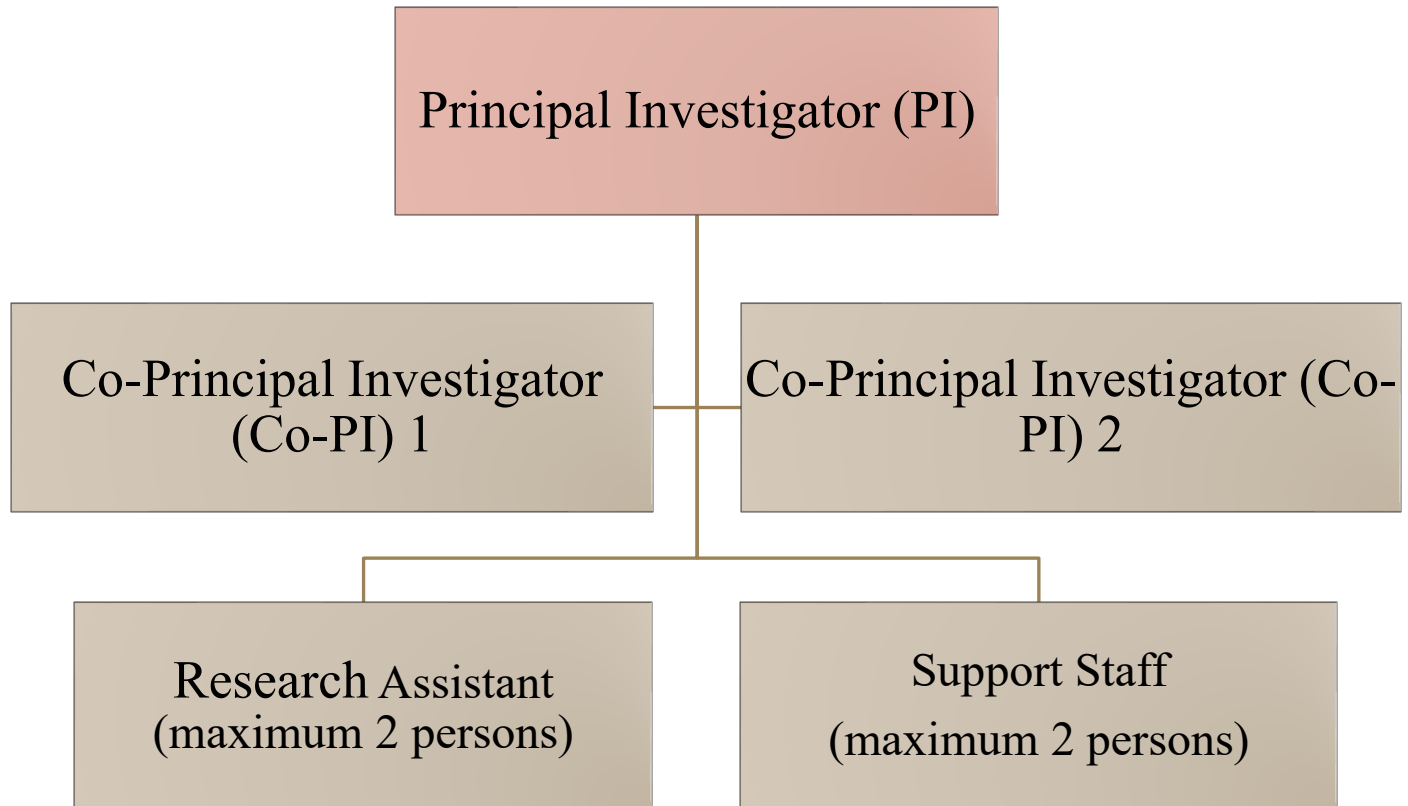 Principal Investigator (PI)
Co-Principal Investigator
(Co-PI) 1
Co-Principal Investigator (Co-
PI) 2
Research Assistant
(maximum 2 persons)
Support Staff
(maximum 2 persons)